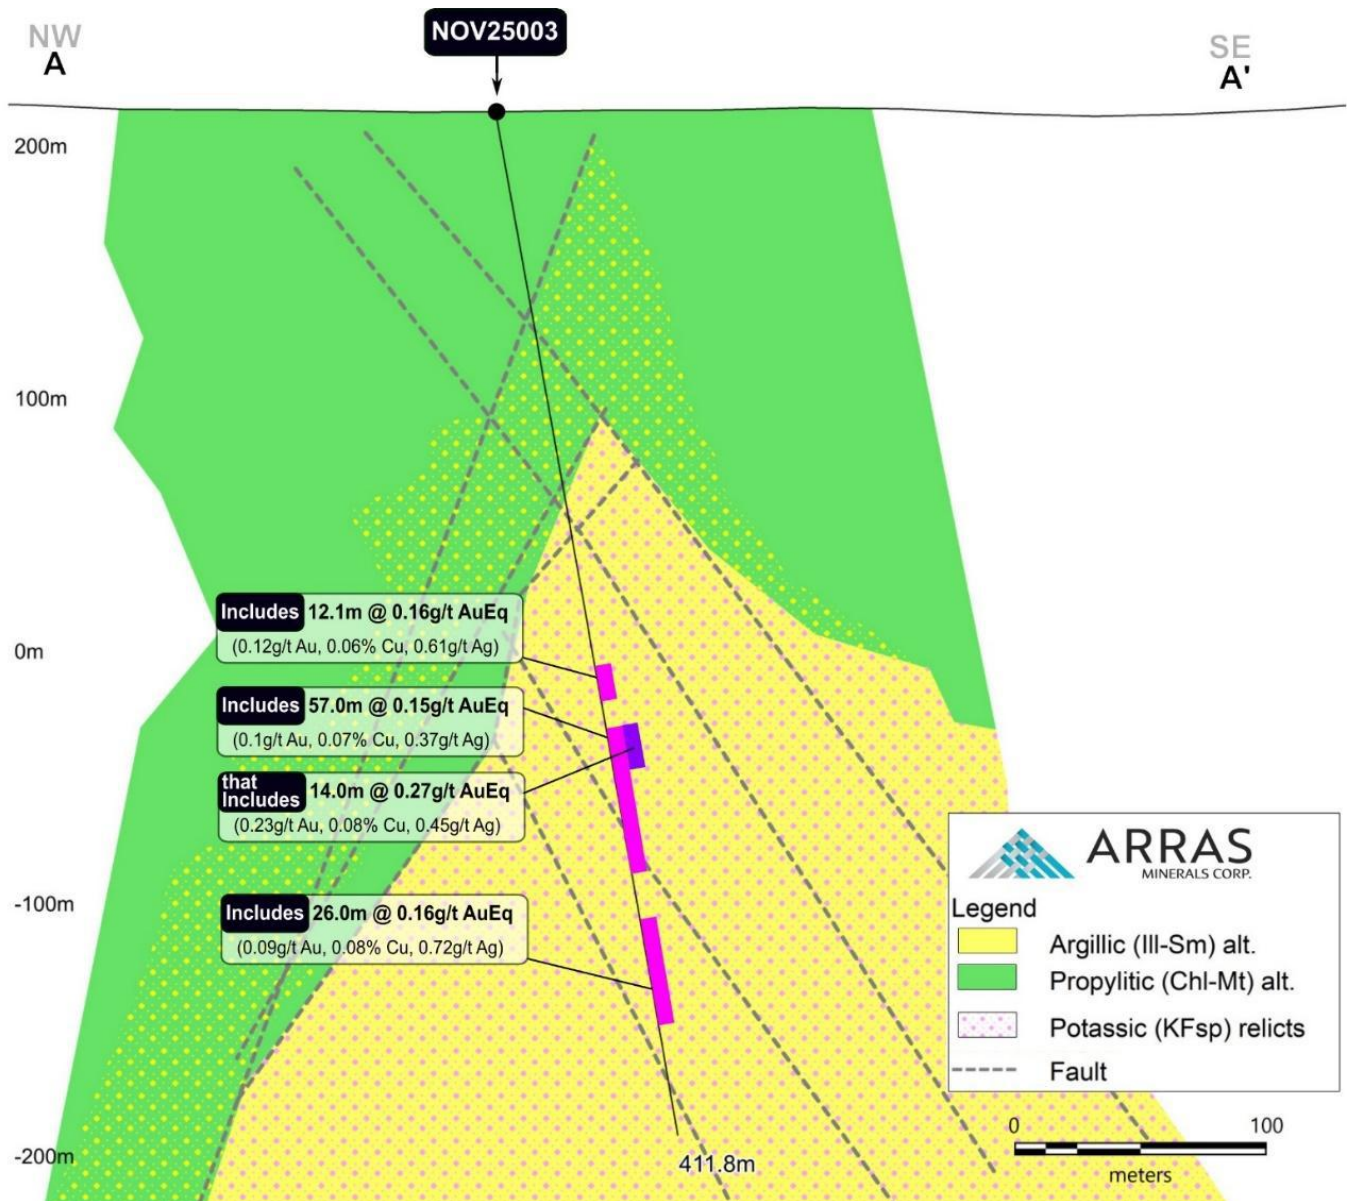 NW
A
NOV25003
SE
A'
200m
100m
0m
-100m
-200m
Includes 12.1m @ 0.16g/t AuEq
(0.12g/t Au, 0.06% Cu, 0.61g/t Ag)
Includes 57.0m @ 0.15g/t AuEq
(0.1g/t Au, 0.07% Cu, 0.37g/t Ag)
that
Includes 14.0m @ 0.27g/t AuEq
(0.23g/t Au, 0.08% Cu, 0.45g/t Ag)
Includes 26.0m @ 0.16g/t AuEq
(0.09g/t Au, 0.08% Cu, 0.72g/t Ag)
411.8m
ARRAS
MINERALS CORP.
Legend
Argillic (Ill-Sm) alt.
Propylitic (Chl-Mt) alt.
Potassic (KFsp) relicts
Fault
0 100
meters